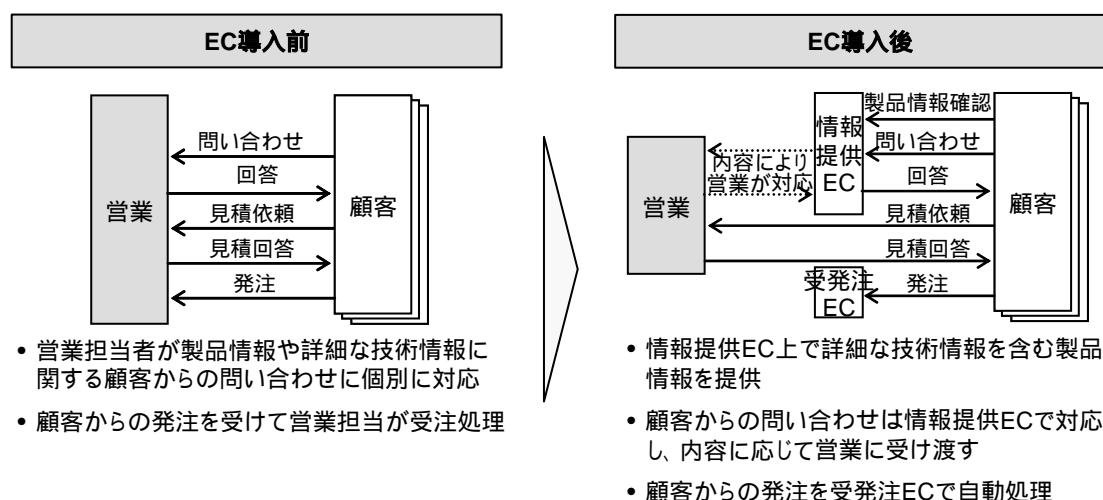 EC導入前
営業
問い合わせ
回答
見積依頼
見積回答
発注
顧客
• 営業担当者が製品情報や詳細な技術情報に
関する顧客からの問い合わせに個別に対応
• 顧客からの発注を受けて営業担当が受注処理
EC導入後
営業
内容により
営業が対応
情報
提供
EC
製品情報確認
問い合わせ
回答
見積依頼
見積回答
受発注
EC
発注
顧客
• 情報提供EC上で詳細な技術情報を含む製品
情報を提供
• 顧客からの問い合わせは情報提供ECで対応
し、内容に応じて営業に受け渡す
• 顧客からの発注を受発注ECで自動処理